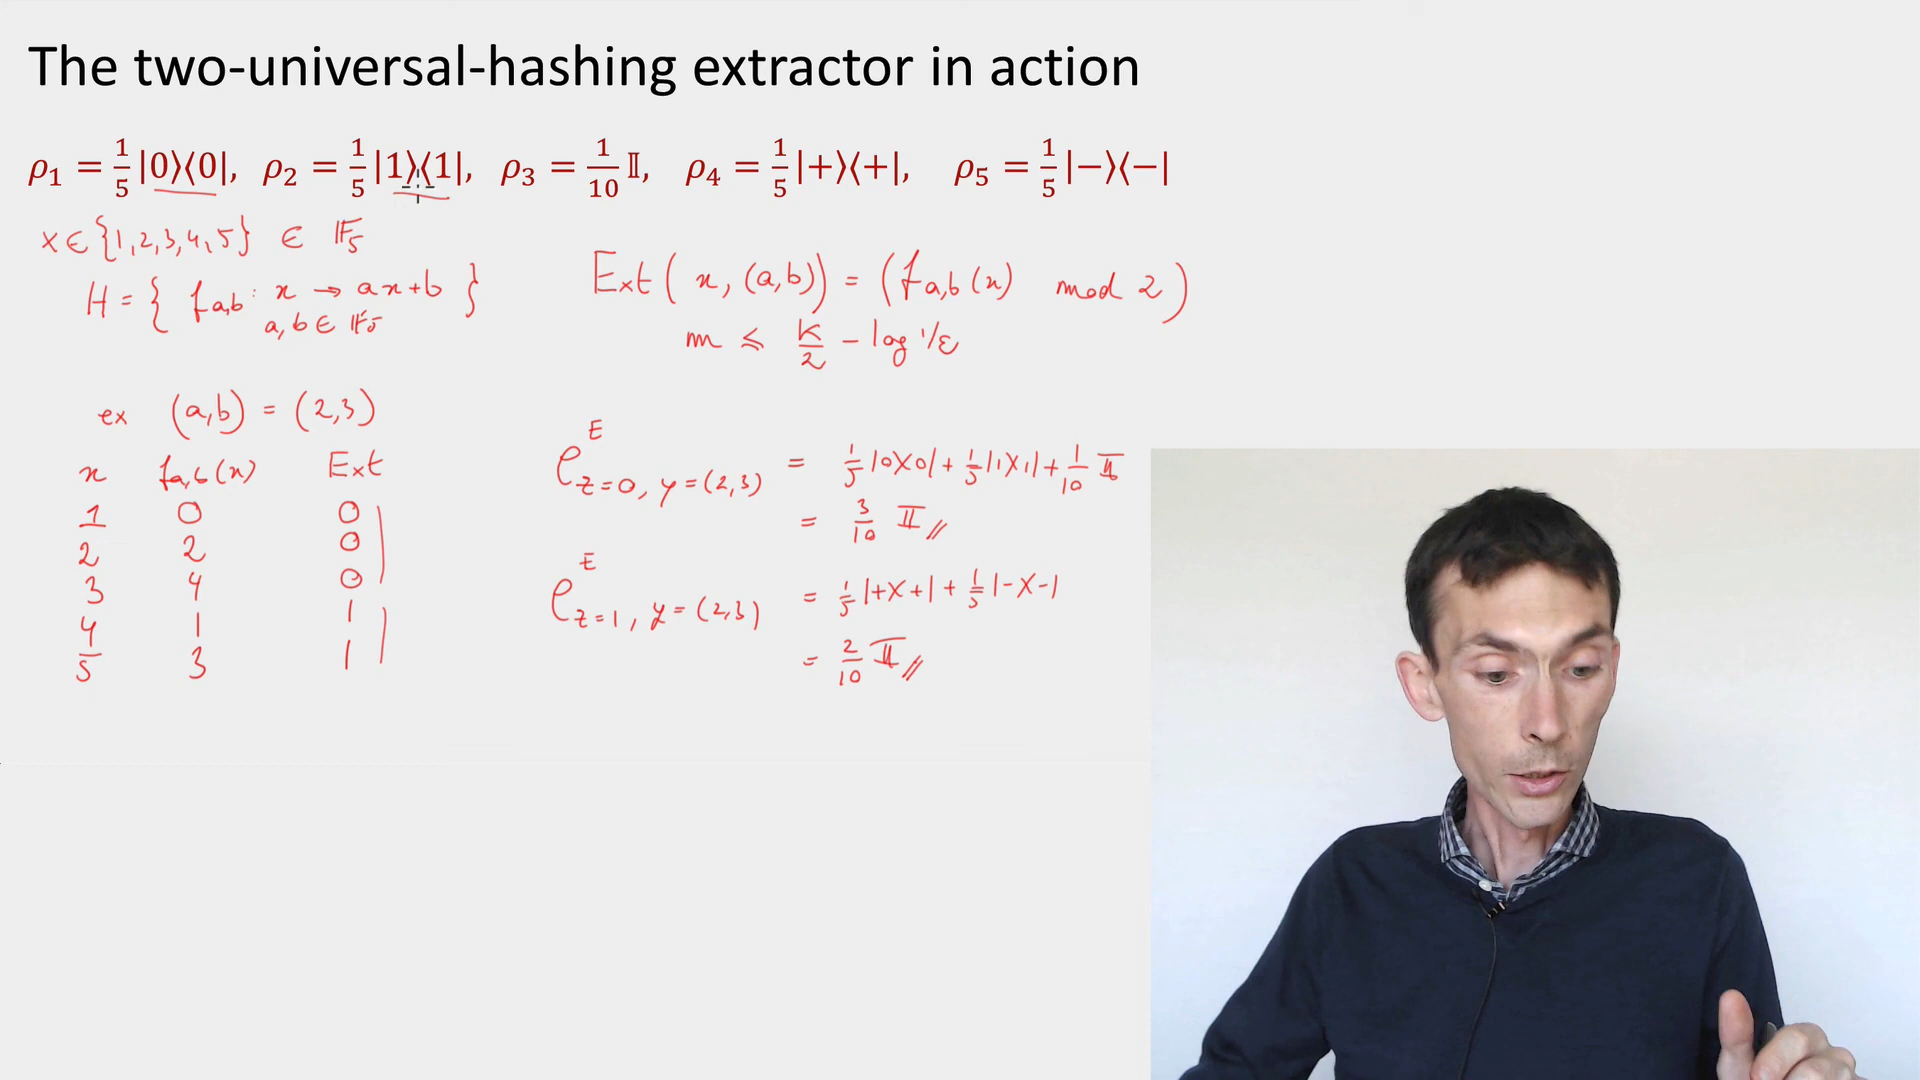 The two-universal-hashing extractor in action
ρ₁ = 1/5 |0⟩⟨0|, ρ₂ = 1/5 |1⟩⟨1|, ρ₃ = 1/10 𝕀, ρ₄ = 1/5 |+⟩⟨+|, ρ₅ = 1/5 |−⟩⟨−|
x ∈ {1,2,3,4,5} ∈ 𝔽₅
H = { f_{a,b} : x → ax+b }
a, b ∈ 𝔽₅
Ext( x, (a,b)) = (f_{a,b}(x) mod 2)
m ⩽ K/2 − log 1/ε
ex (a,b) = (2,3)
x f_{a,b}(x) Ext
1 0 0
2 2 0
3 4 0
4 1 1
5 3 1
ρ^E_{z=0, y=(2,3)} = 1/5 |0⟩⟨0| + 1/5 |1⟩⟨1| + 1/10 𝕀
= 3/10 𝕀 //
ρ^E_{z=1, y=(2,3)} = 1/5 |+⟩⟨+| + 1/5 |−⟩⟨−|
= 2/10 𝕀 //